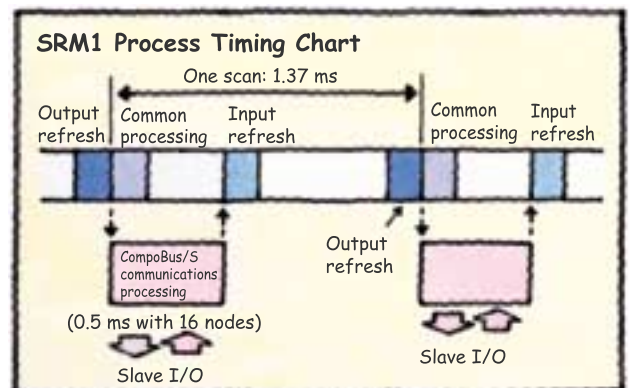 SRM1 Process Timing Chart
One scan: 1.37 ms
Output
refresh
Common
processing
Input
refresh
Common
processing
Input
refresh
Output
refresh
CompoBus/S
communications
processing
(0.5 ms with 16 nodes)
Slave I/O
Slave I/O